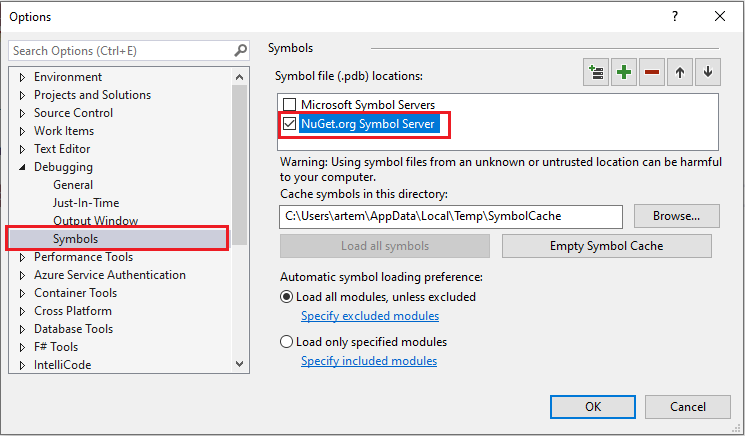 Options
Search Options (Ctrl+E)
Environment
Projects and Solutions
Source Control
Work Items
Text Editor
Debugging
General
Just-In-Time
Output Window
Symbols
Performance Tools
Azure Service Authentication
Container Tools
Cross Platform
Database Tools
F# Tools
IntelliCode
Symbols
Symbol file (.pdb) locations:
Microsoft Symbol Servers
NuGet.org Symbol Server
Warning: Using symbol files from an unknown or untrusted location can be harmful
to your computer.
Cache symbols in this directory:
C:\Users\artem\AppData\Local\Temp\SymbolCache
Browse...
Load all symbols
Empty Symbol Cache
Automatic symbol loading preference:
Load all modules, unless excluded
Specify excluded modules
Load only specified modules
Specify included modules
OK
Cancel